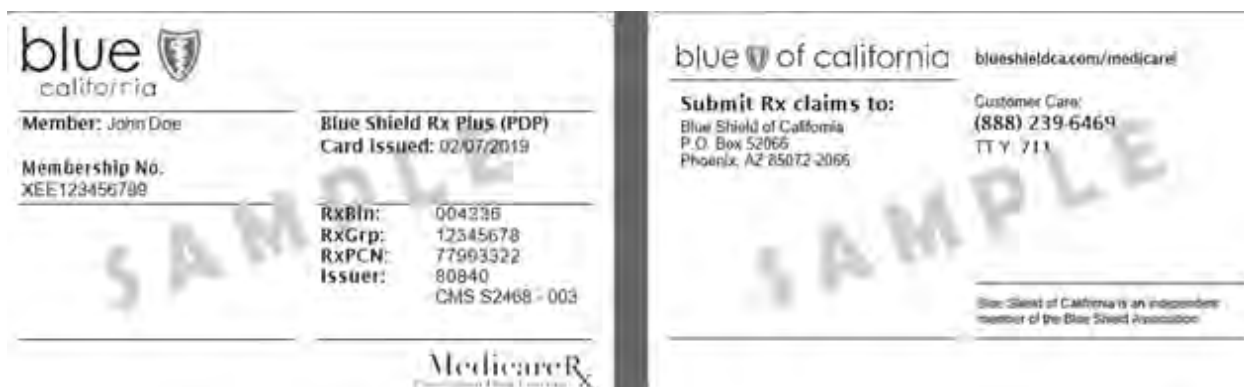 blue
california
Member: John Doe
Membership No.
XEE123456789
Blue Shield Rx Plus (PDP)
Card Issued: 02/07/2019
RxBin: 004336
RxGrp: 12345678
RxPCN: 77993322
Issuer: 80840
CMS S2468 - 003
MedicareRx
Prescription Drug Coverage
SAMPLE
blue of california
Submit Rx claims to:
Blue Shield of California
P.O. Box 52066
Phoenix, AZ 85072-2066
blueshieldca.com/medicare
Customer Care:
(888) 239-6469
TTY: 711
Blue Shield of California is an independent
member of the Blue Shield Association
SAMPLE